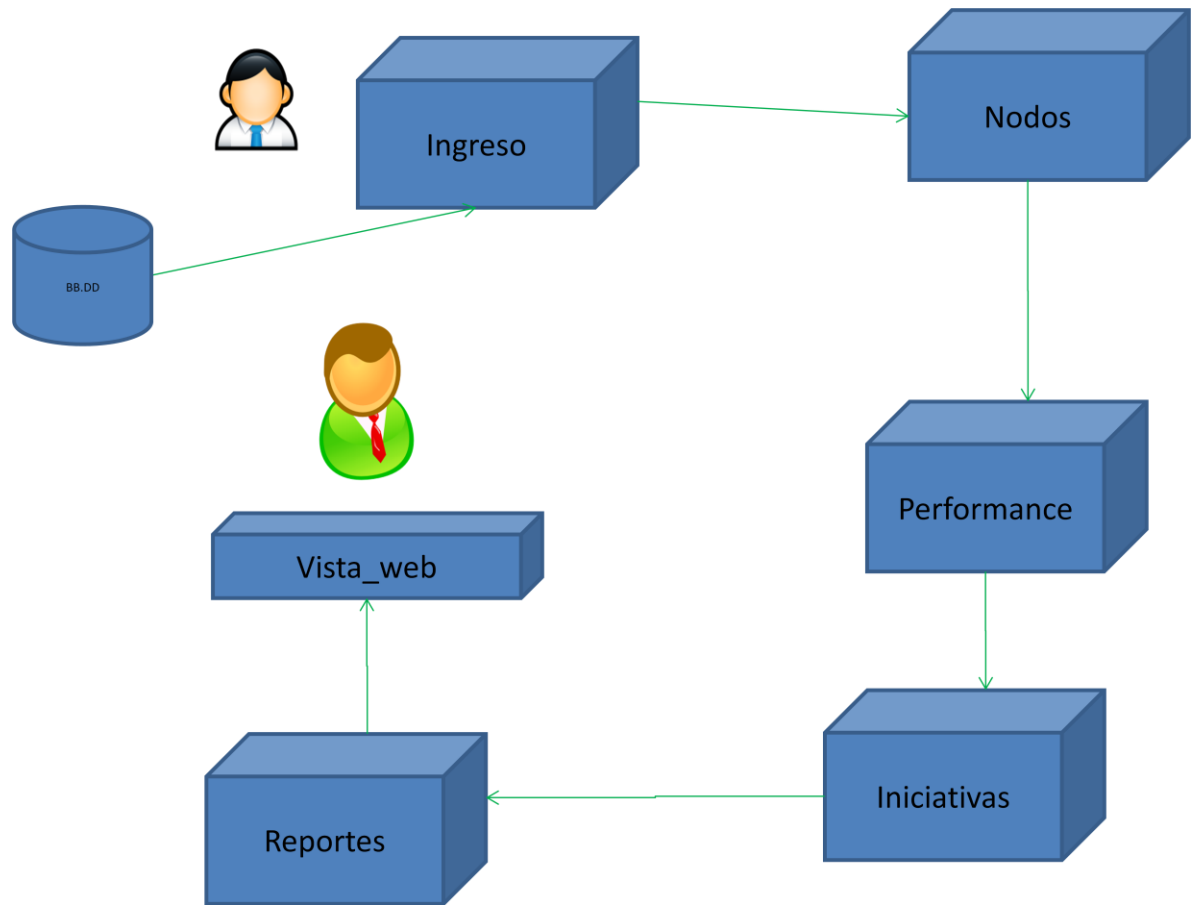 Ingreso
Nodos
BB.DD
Performance
Vista_web
Iniciativas
Reportes